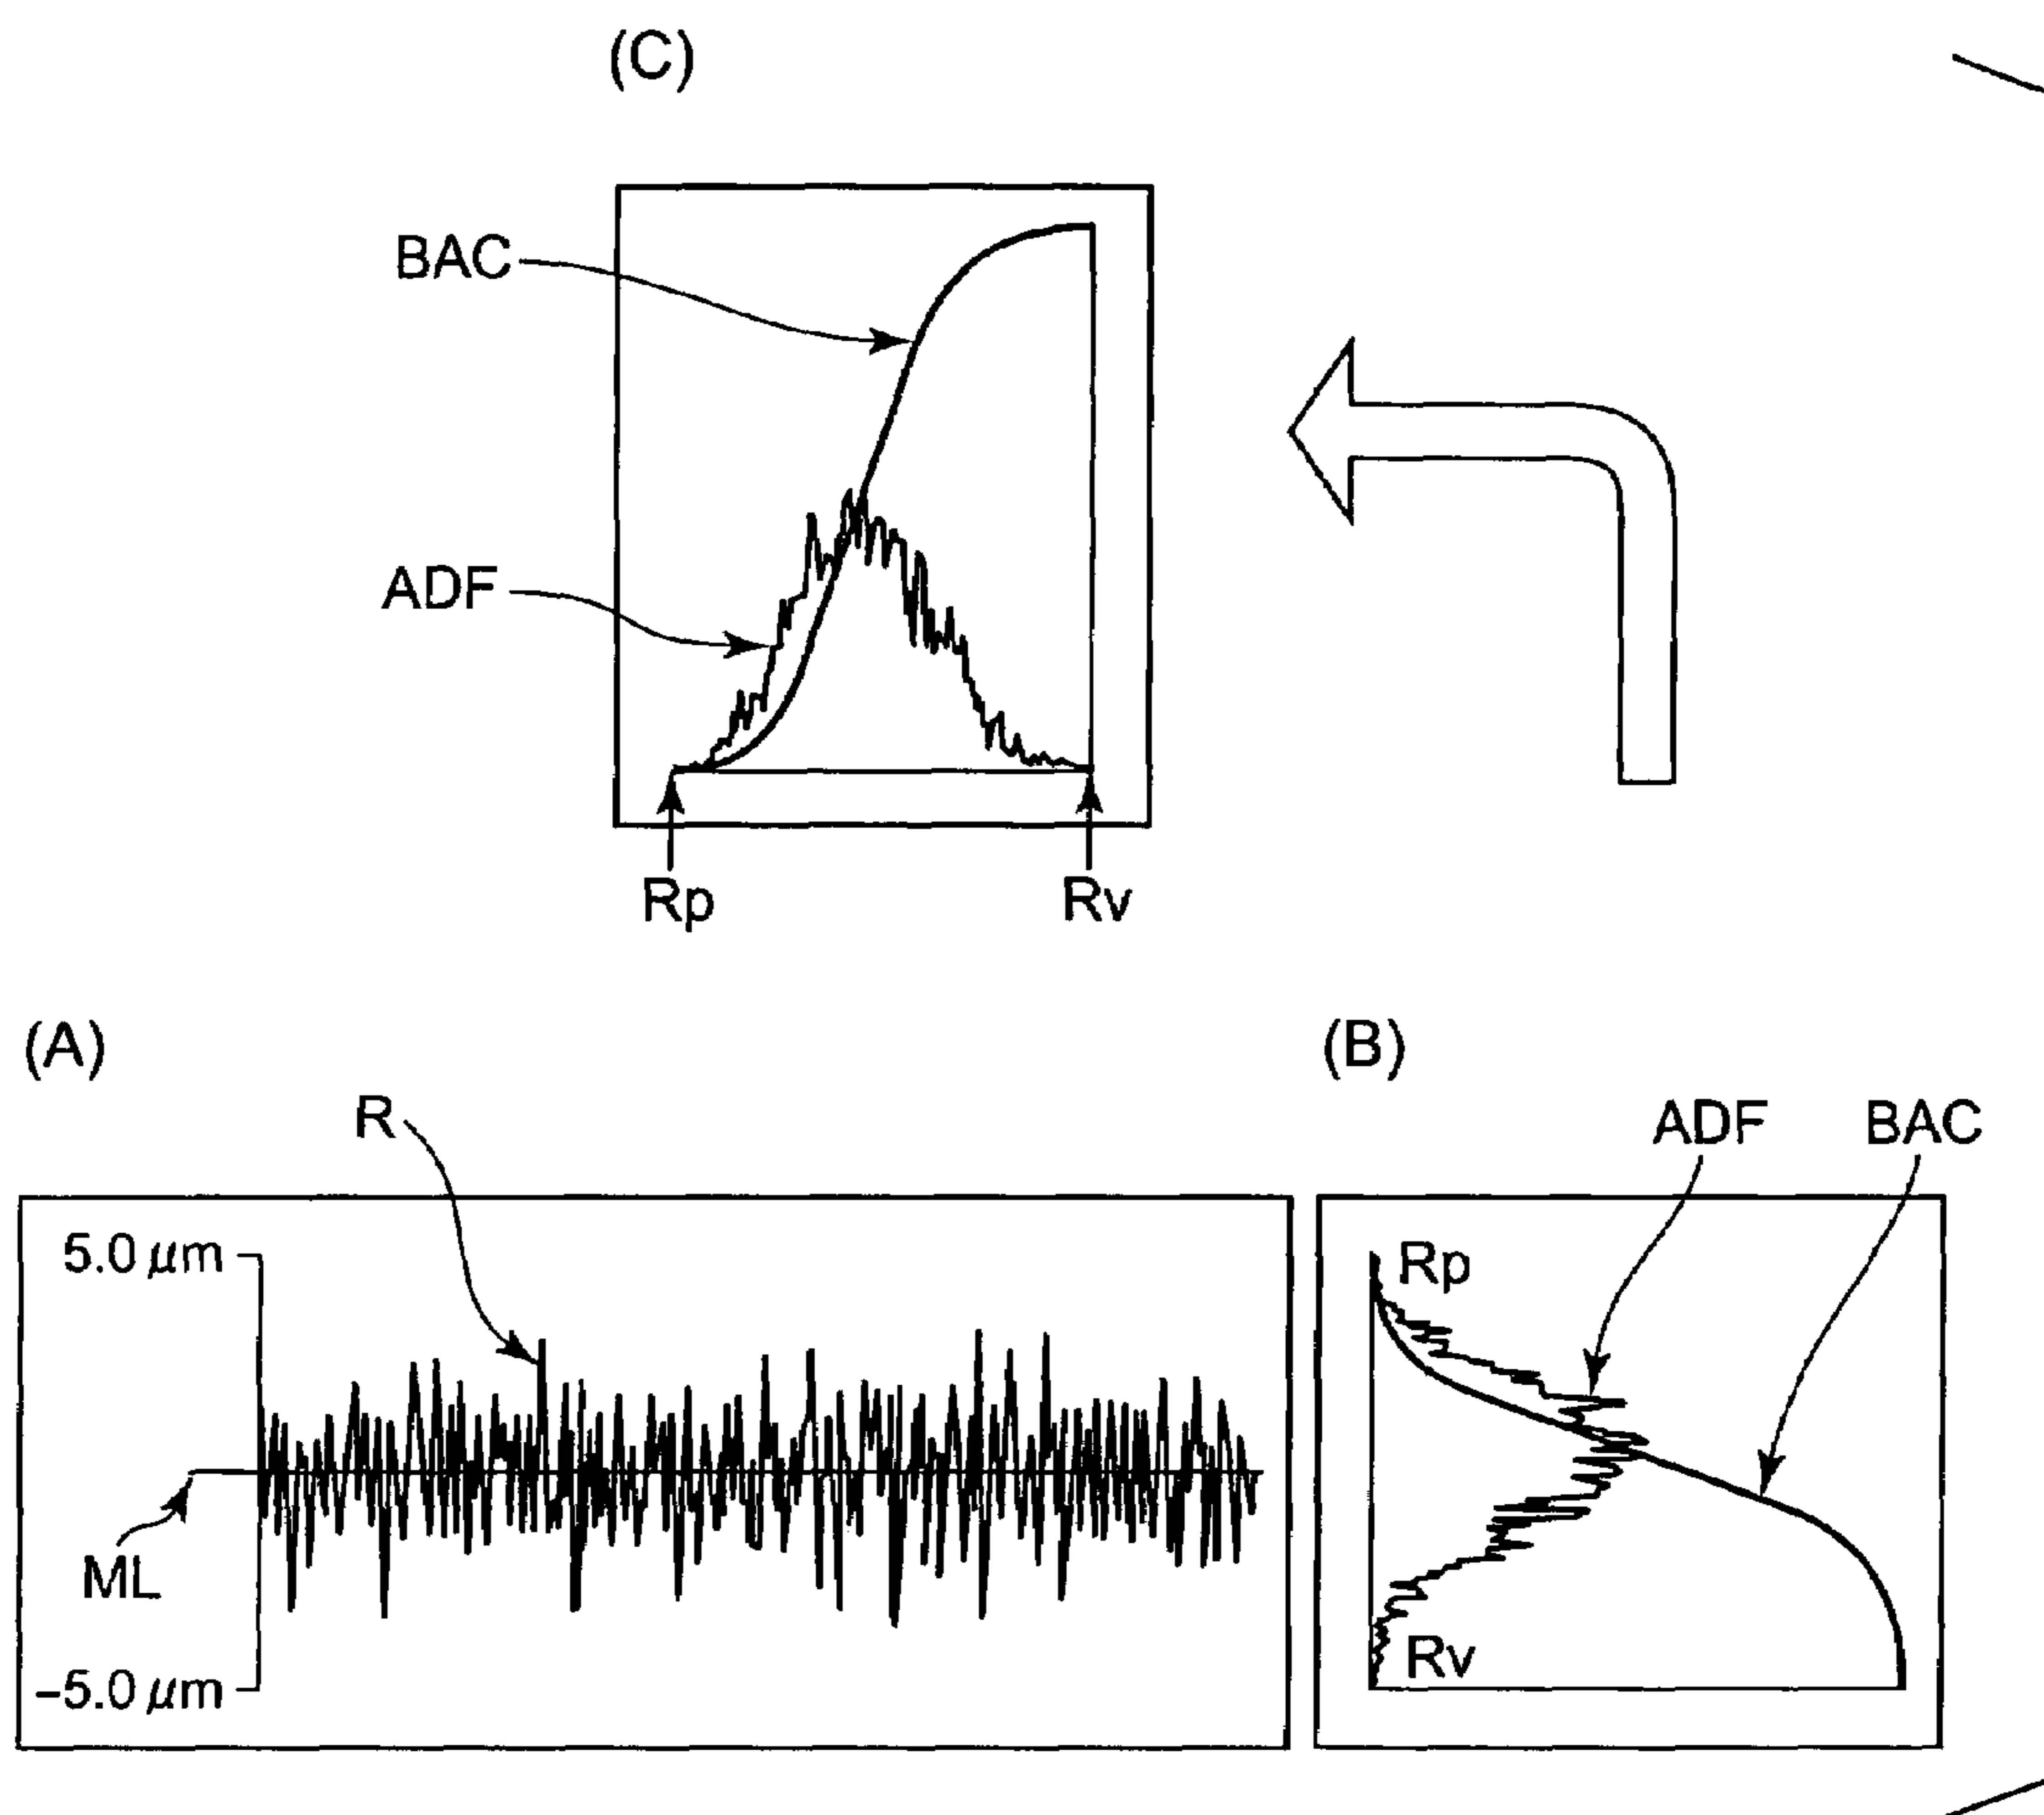 (C)
BAC
ADF
Rp Rv
(A) (B)
R ADF BAC
5.0 μm Rp
ML
−5.0 μm Rv